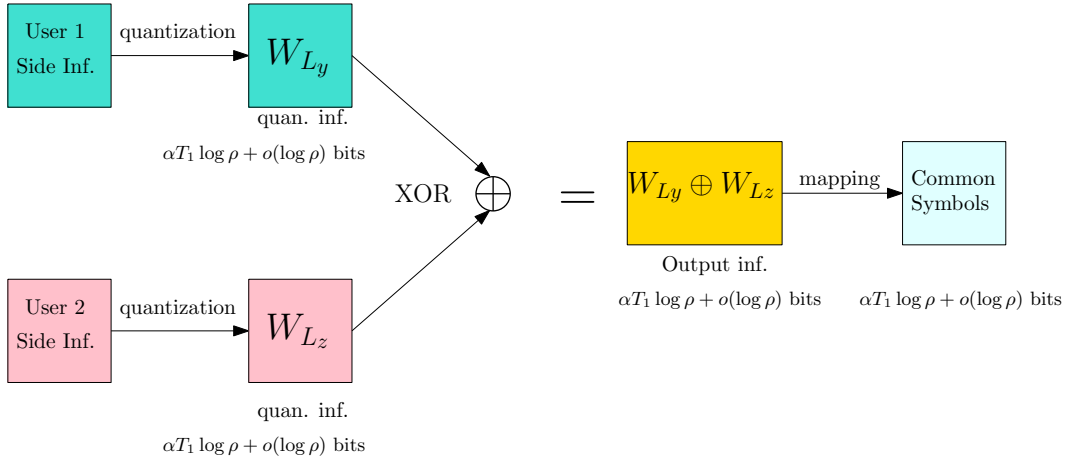 User 1
Side Inf.
quantization
W_{L_y}
quan. inf.
αT_1 log ρ + o(log ρ) bits
XOR
⊕
=
W_{Ly} ⊕ W_{Lz}
Output inf.
αT_1 log ρ + o(log ρ) bits
mapping
Common
Symbols
αT_1 log ρ + o(log ρ) bits
User 2
Side Inf.
quantization
W_{L_z}
quan. inf.
αT_1 log ρ + o(log ρ) bits